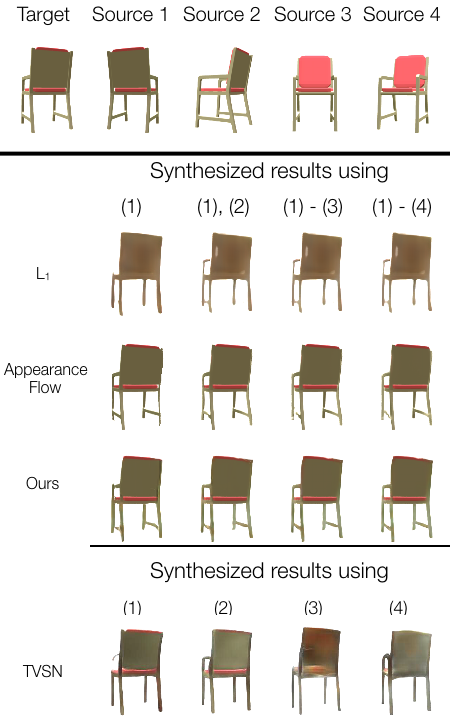 Target Source 1 Source 2 Source 3 Source 4
Synthesized results using
(1) (1), (2) (1) - (3) (1) - (4)
L₁
Appearance
Flow
Ours
Synthesized results using
(1) (2) (3) (4)
TVSN